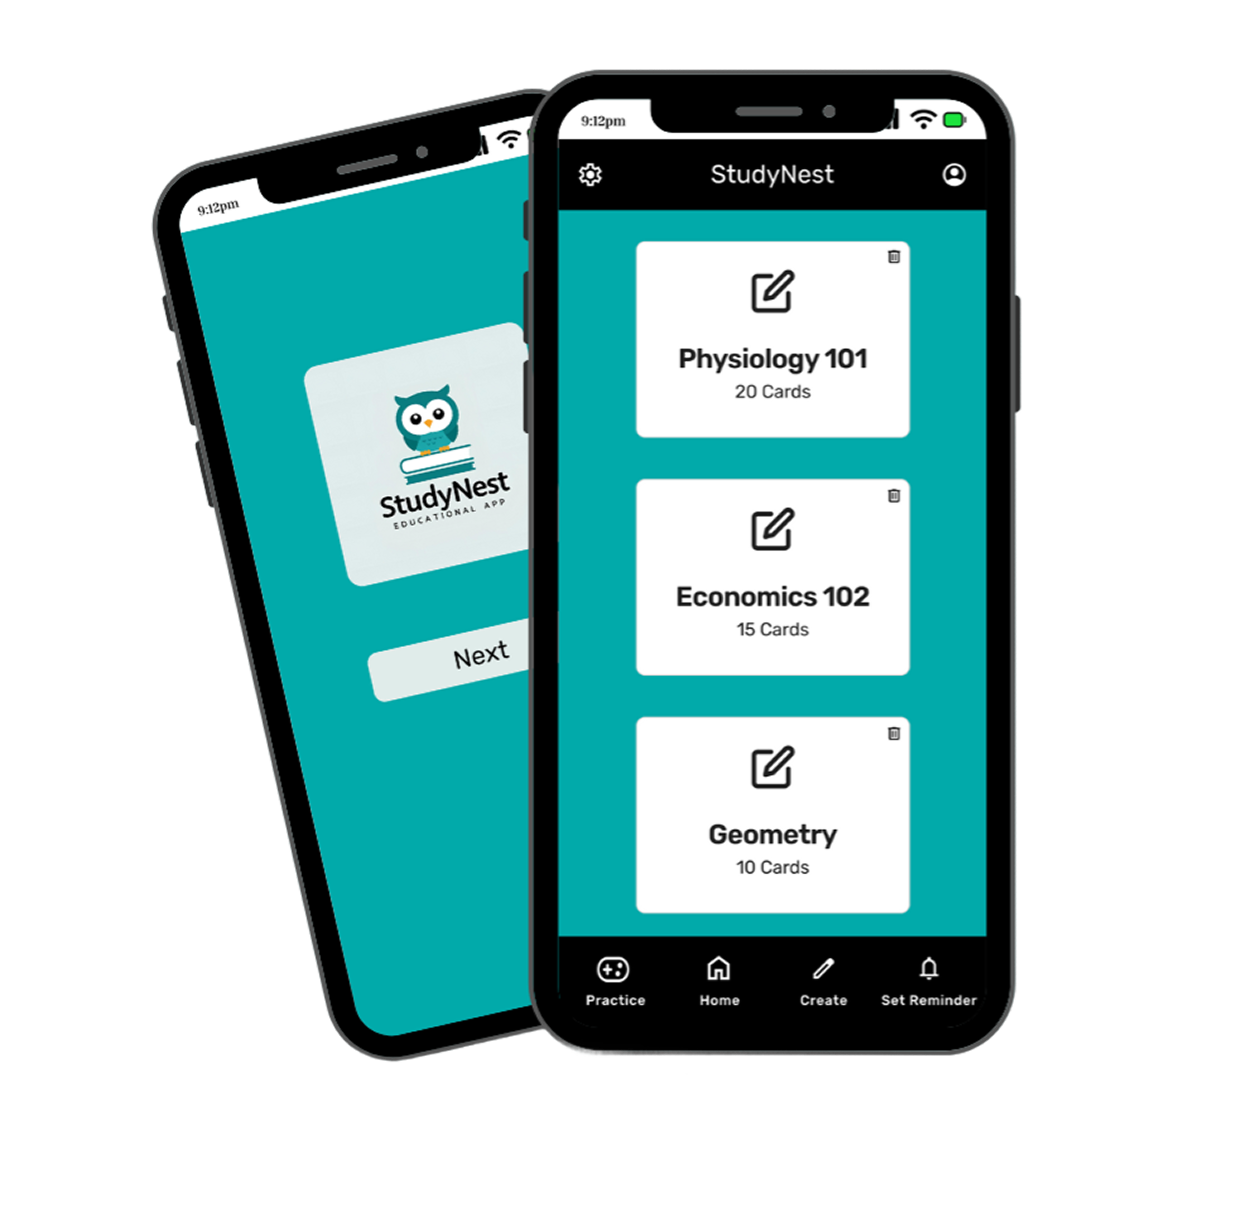 9:12pm
StudyNest
EDUCATIONAL APP
Next
9:12pm
StudyNest
Physiology 101
20 Cards
Economics 102
15 Cards
Geometry
10 Cards
Practice
Home
Create
Set Reminder